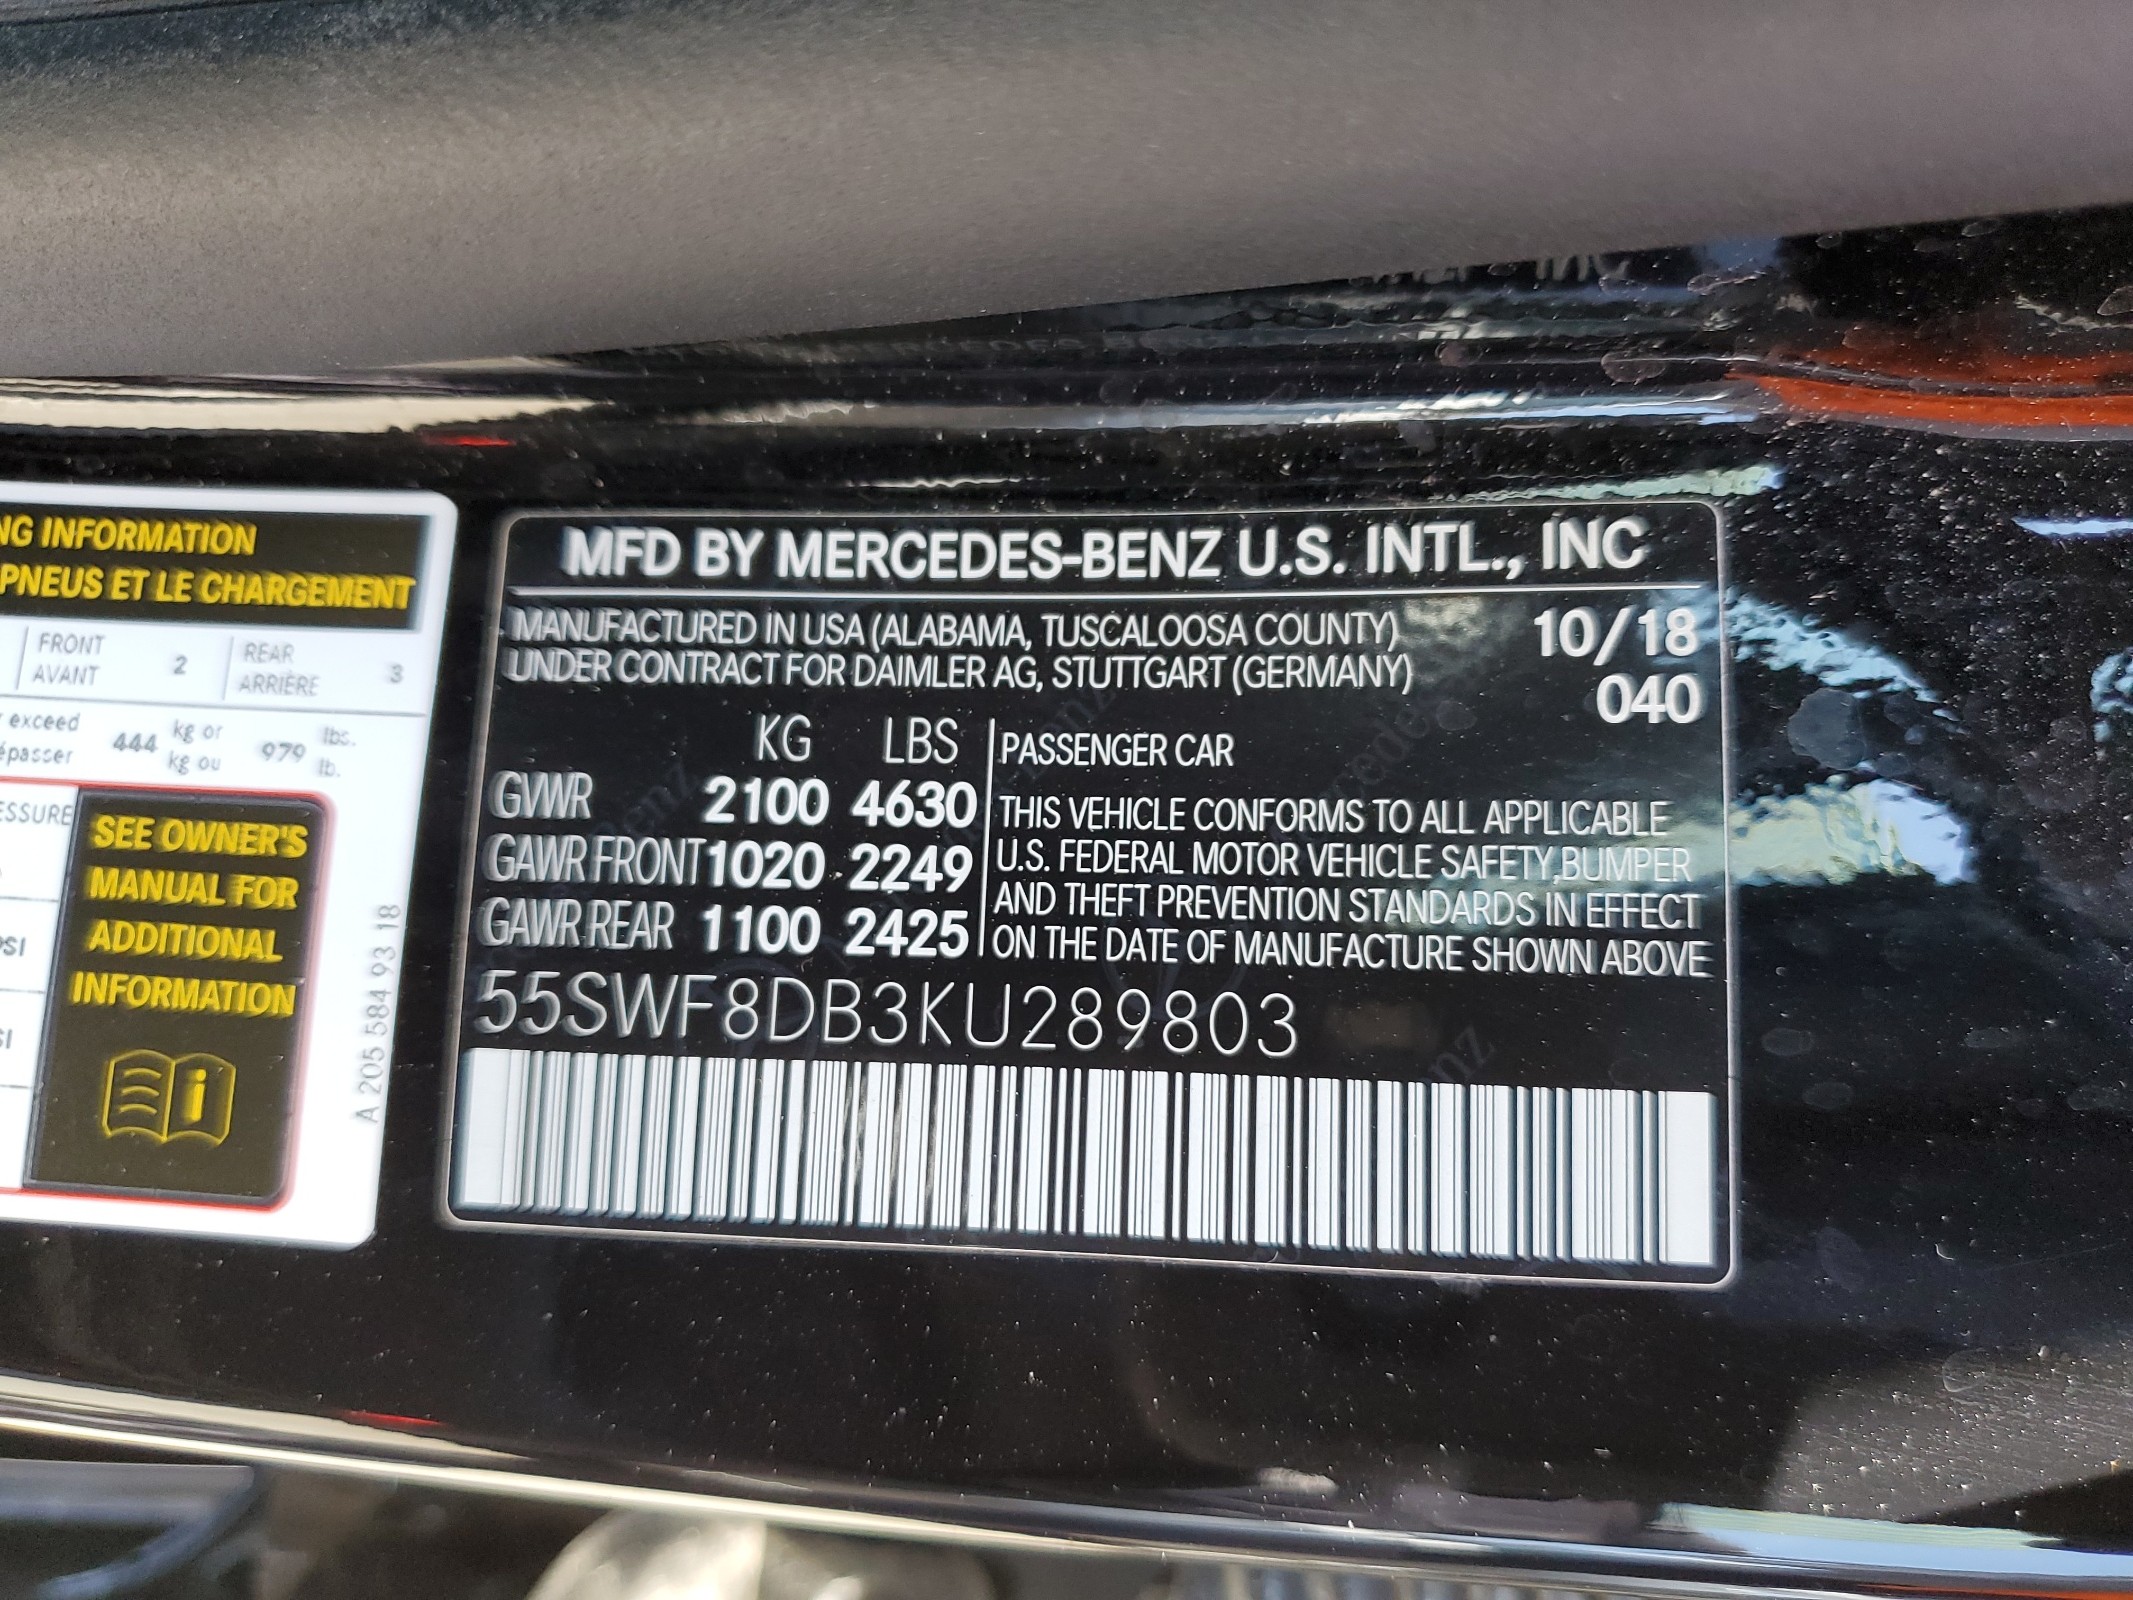 NG INFORMATION
PNEUS ET LE CHARGEMENT
FRONT 2 REAR 3
AVANT ARRIÈRE
exceed 444 kg or 979 lbs.
épasser kg ou lb.
ESSURE
SEE OWNER'S
MANUAL FOR
ADDITIONAL
INFORMATION
PSI
SI
A 205 584 93 18
MFD BY MERCEDES-BENZ U.S. INTL., INC
MANUFACTURED IN USA (ALABAMA, TUSCALOOSA COUNTY) 10/18
UNDER CONTRACT FOR DAIMLER AG, STUTTGART (GERMANY) 040
KG LBS PASSENGER CAR
GVWR 2100 4630
GAWR FRONT 1020 2249
GAWR REAR 1100 2425
THIS VEHICLE CONFORMS TO ALL APPLICABLE
U.S. FEDERAL MOTOR VEHICLE SAFETY,BUMPER
AND THEFT PREVENTION STANDARDS IN EFFECT
ON THE DATE OF MANUFACTURE SHOWN ABOVE
55SWF8DB3KU289803